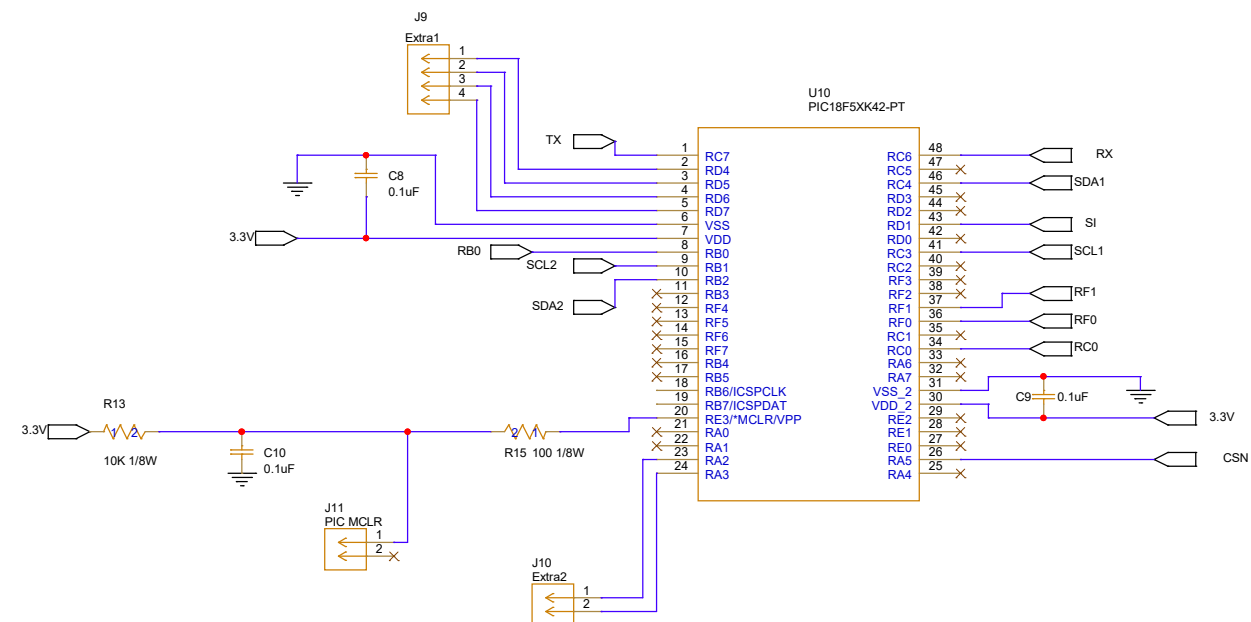 J9
Extra1
1
2
3
4
U10
PIC18F5XK42-PT
TX
C8
0.1uF
3.3V
RB0
SCL2
SDA2
1 RC7
2 RD4
3 RD5
4 RD6
5 RD7
6 VSS
7 VDD
8 RB0
9 RB1
10 RB2
11 RB3
12 RF4
13 RF5
14 RF6
15 RF7
16 RB4
17 RB5
18 RB6/ICSPCLK
19 RB7/ICSPDAT
20 RE3/*MCLR/VPP
21 RA0
22 RA1
23 RA2
24 RA3
RC6 48
RC5 47
RC4 46
RD3 45
RD2 44
RD1 43
RD0 42
RC3 41
RC2 40
RF3 39
RF2 38
RF1 37
RF0 36
RC1 35
RC0 34
RA6 33
RA7 32
VSS_2 31
VDD_2 30
RE2 29
RE1 28
RE0 27
RA5 26
RA4 25
RX
SDA1
SI
SCL1
RF1
RF0
RC0
C9 0.1uF
3.3V
CSN
R13
3.3V
1 2
10K 1/8W
C10
0.1uF
2 1
R15 100 1/8W
J11
PIC MCLR
1
2
J10
Extra2
1
2